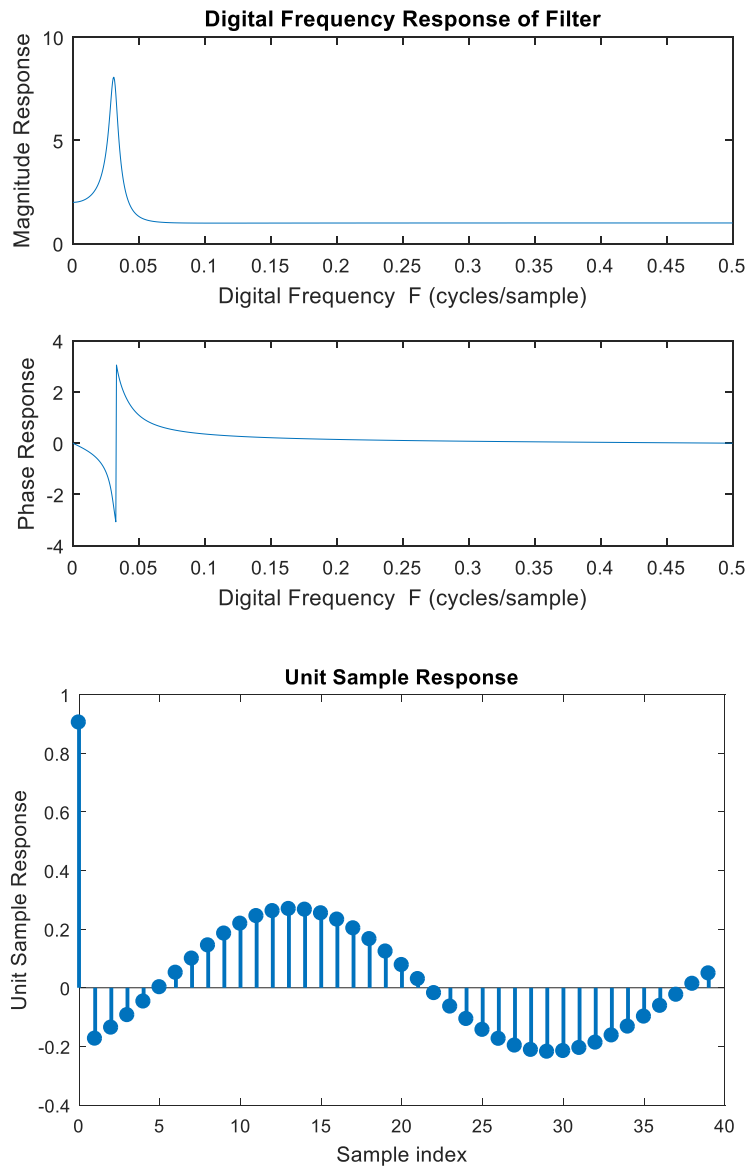 Digital Frequency Response of Filter
Magnitude Response
10
5
0
0 0.05 0.1 0.15 0.2 0.25 0.3 0.35 0.4 0.45 0.5
Digital Frequency F (cycles/sample)
Phase Response
4
2
0
-2
-4
0 0.05 0.1 0.15 0.2 0.25 0.3 0.35 0.4 0.45 0.5
Digital Frequency F (cycles/sample)
Unit Sample Response
Unit Sample Response
1
0.8
0.6
0.4
0.2
0
-0.2
-0.4
0 5 10 15 20 25 30 35 40
Sample index